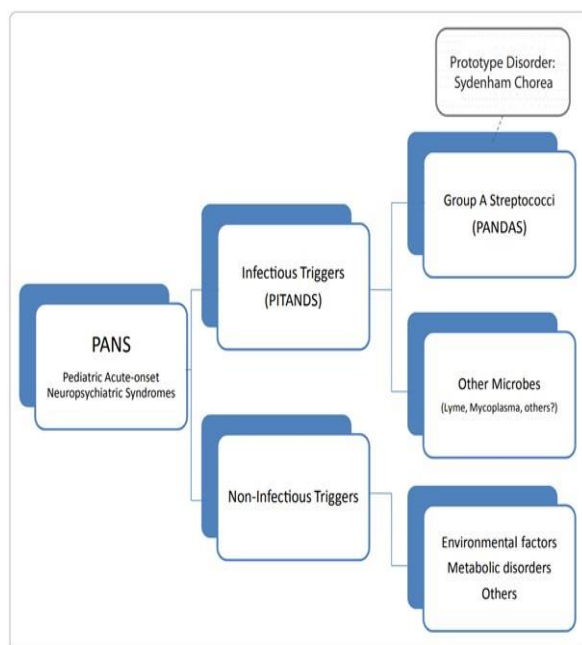 Prototype Disorder:
Sydenham Chorea
Group A Streptococci
(PANDAS)
Infectious Triggers
(PITANDS)
PANS
Pediatric Acute-onset
Neuropsychiatric Syndromes
Other Microbes
(Lyme, Mycoplasma, others?)
Non-Infectious Triggers
Environmental factors
Metabolic disorders
Others